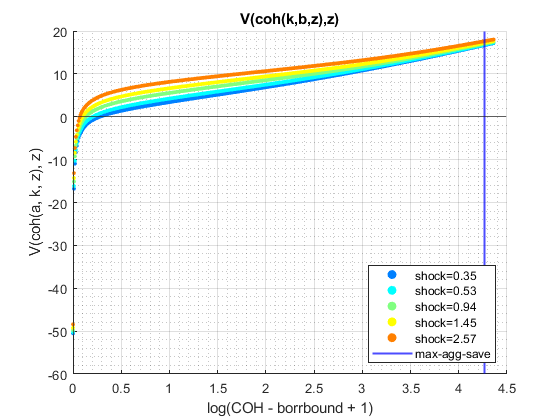 V(coh(k,b,z),z)
20
10
0
-10
-20
-30
-40
-50
-60
V(coh(a, k, z), z)
shock=0.35
shock=0.53
shock=0.94
shock=1.45
shock=2.57
max-agg-save
0 0.5 1 1.5 2 2.5 3 3.5 4 4.5
log(COH - borrbound + 1)